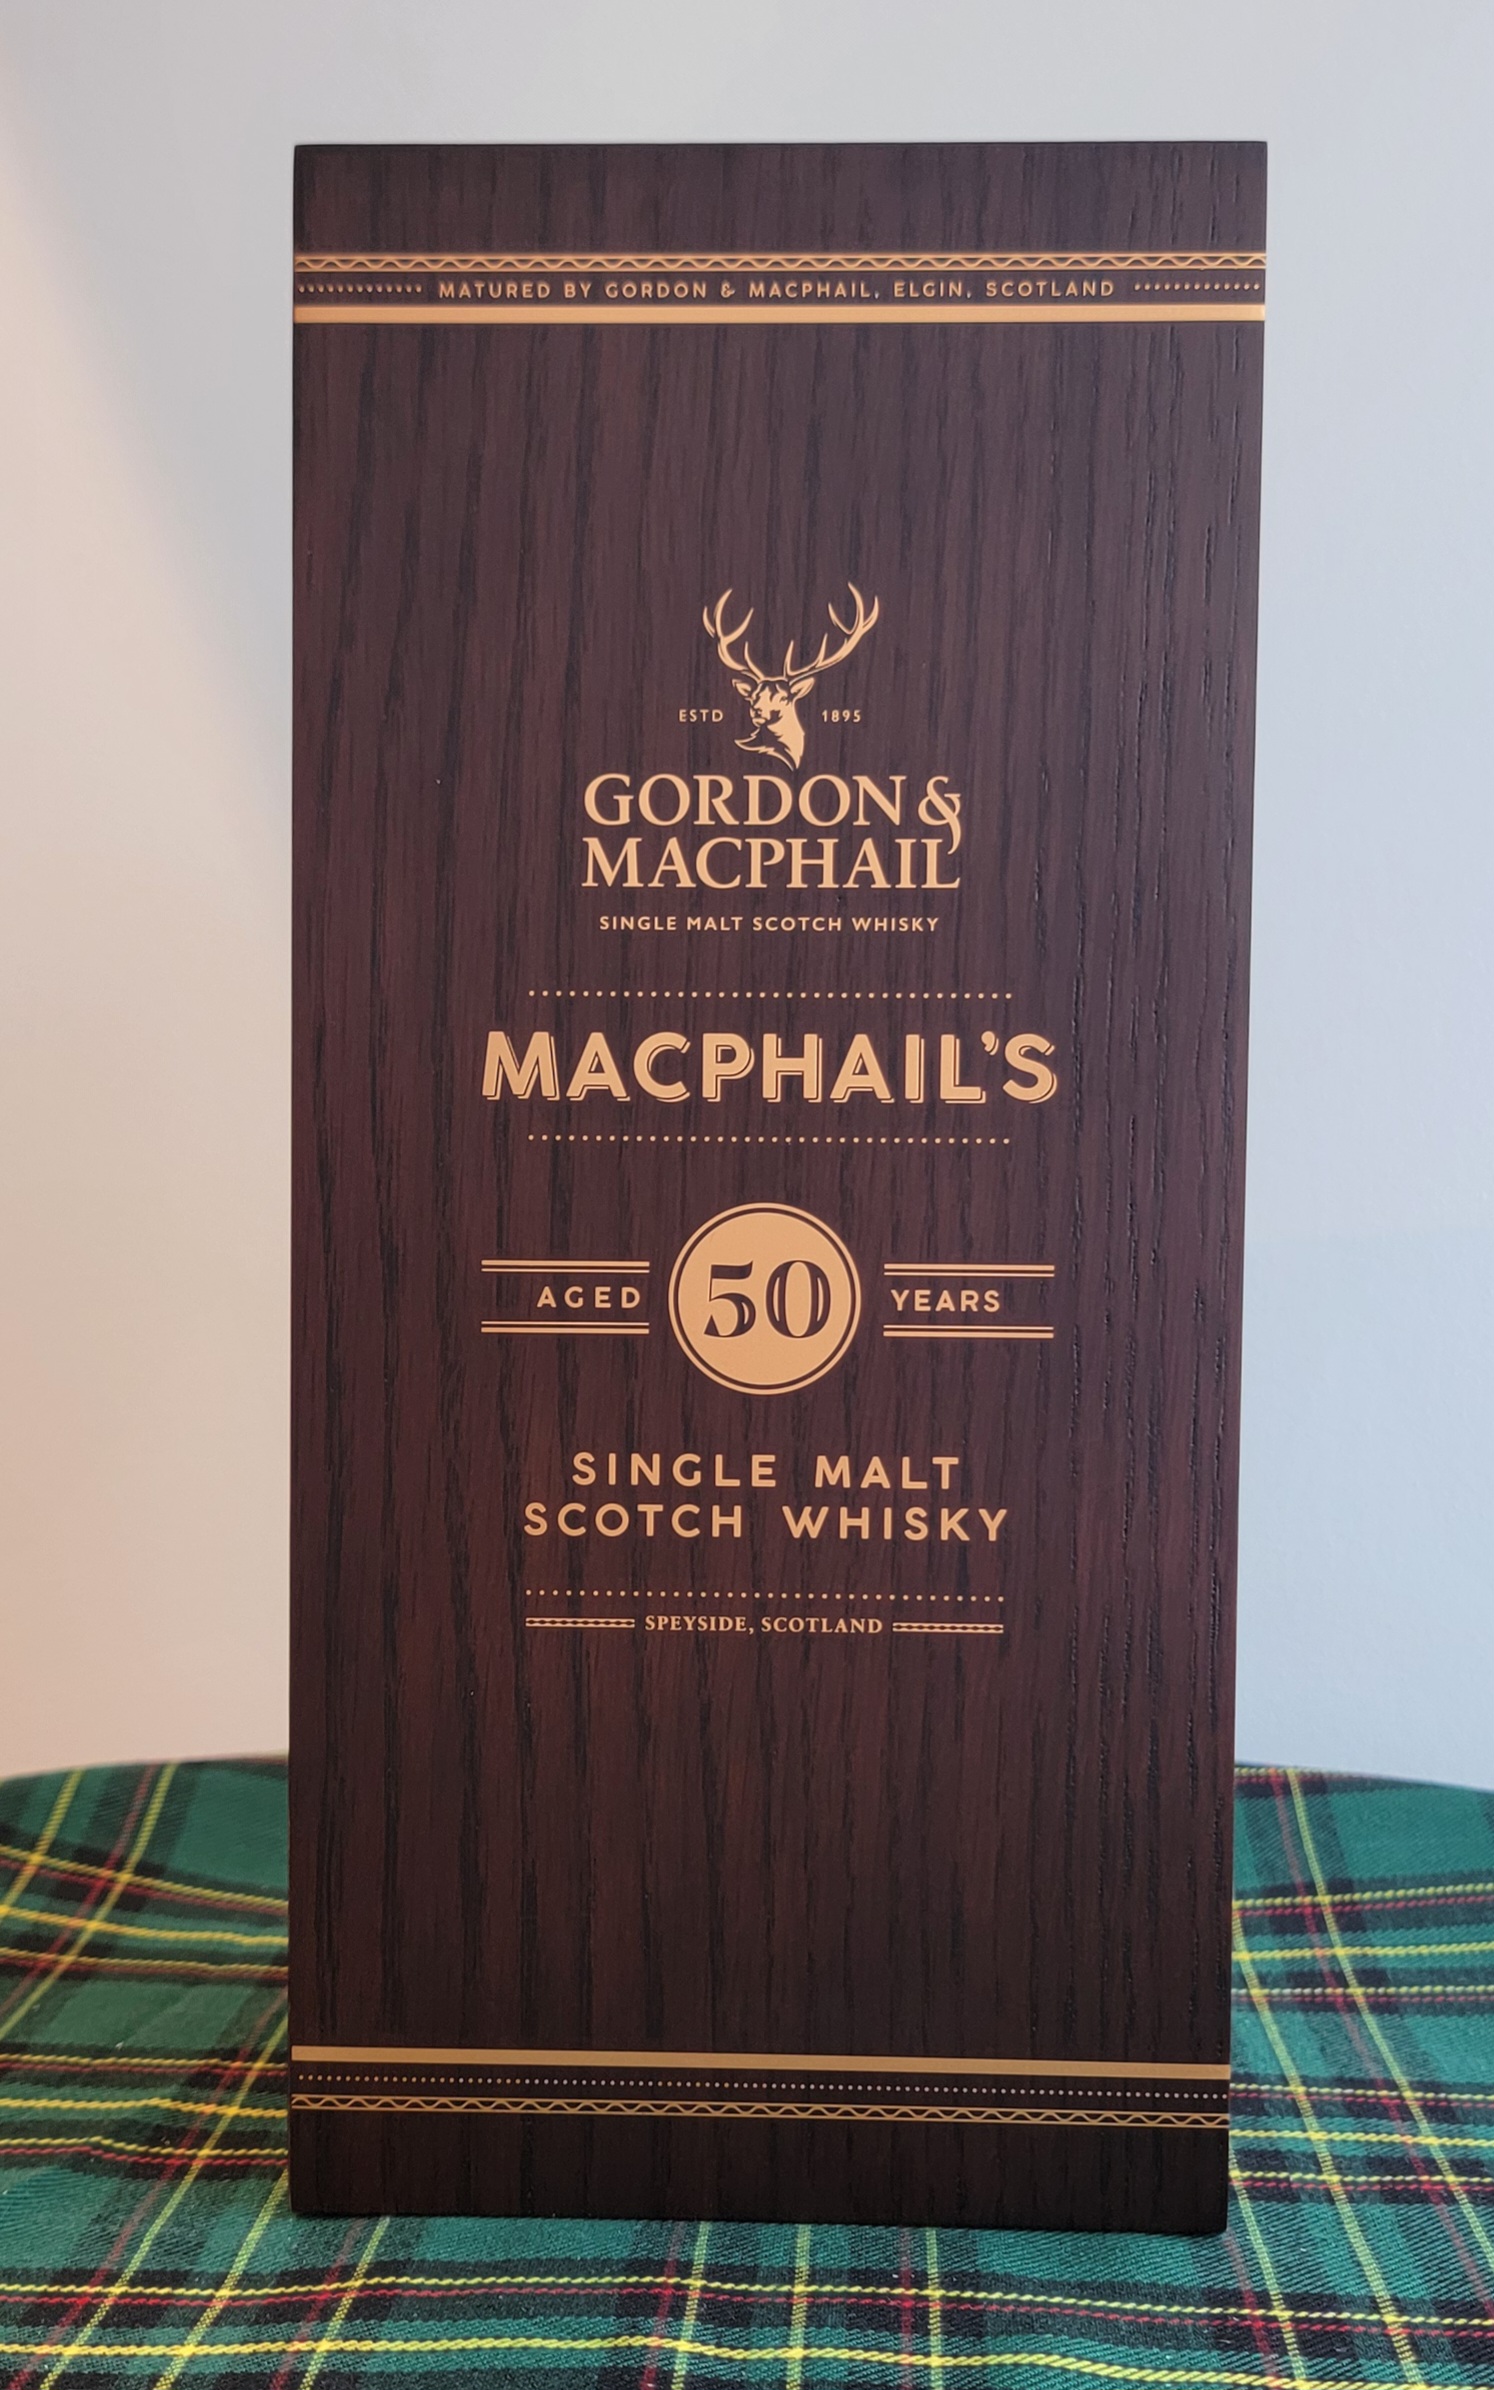 MATURED BY GORDON & MACPHAIL, ELGIN, SCOTLAND
ESTD 1895
GORDON &
MACPHAIL
SINGLE MALT SCOTCH WHISKY
MACPHAIL'S
AGED 50 YEARS
SINGLE MALT
SCOTCH WHISKY
SPEYSIDE, SCOTLAND